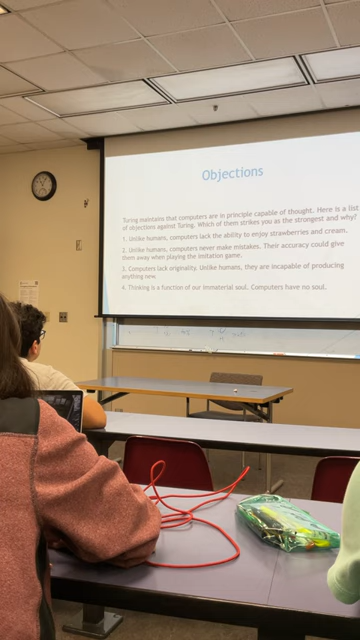 Objections
Turing maintains that computers are in principle capable of thought. Here is a list
of objections against Turing. Which of them strikes you as the strongest and why?
1. Unlike humans, computers lack the ability to enjoy strawberries and cream.
2. Unlike humans, computers never make mistakes. Their accuracy could give
them away when playing the imitation game.
3. Computers lack originality. Unlike humans, they are incapable of producing
anything new.
4. Thinking is a function of our immaterial soul. Computers have no soul.